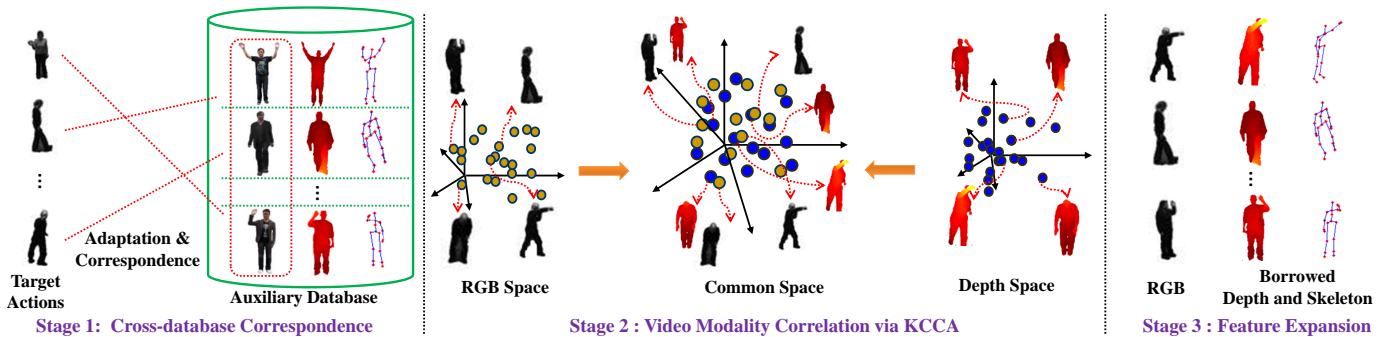 Target
Actions
Adaptation &
Correspondence
Auxiliary Database
Stage 1: Cross-database Correspondence
RGB Space
Common Space
Depth Space
Stage 2 : Video Modality Correlation via KCCA
RGB
Borrowed
Depth and Skeleton
Stage 3 : Feature Expansion